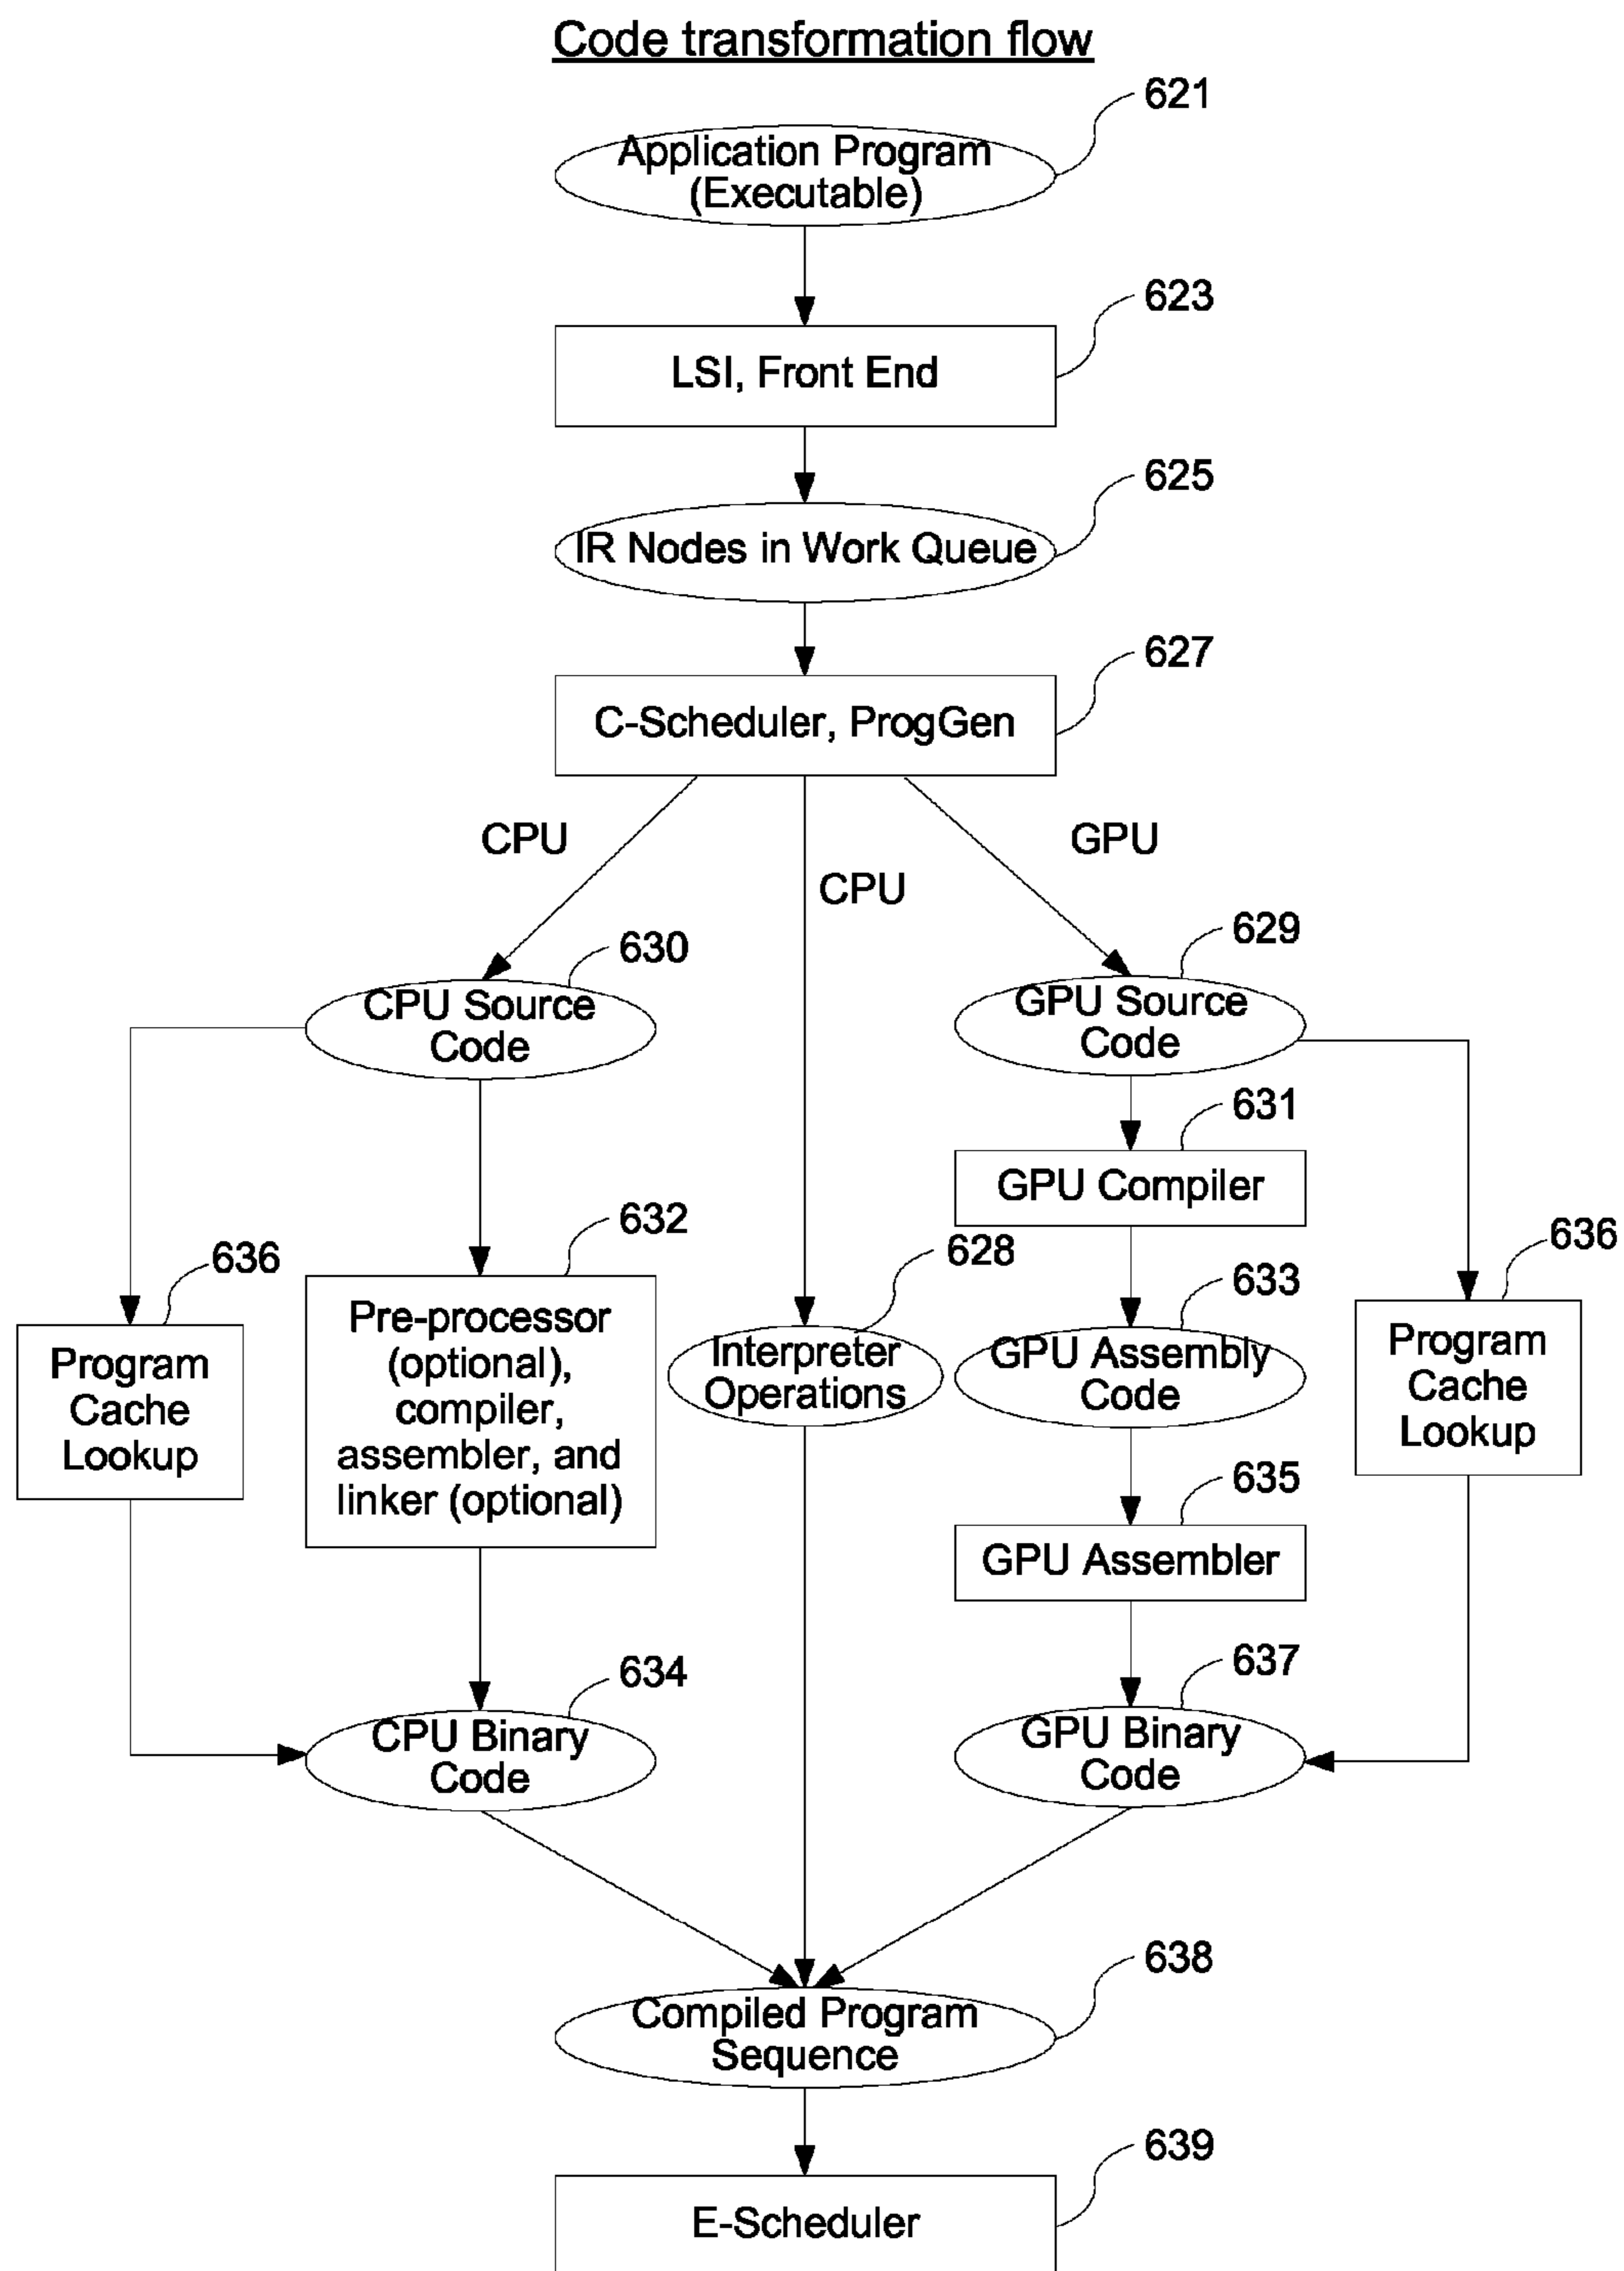 Code transformation flow
621
Application Program
(Executable)
623
LSI, Front End
625
IR Nodes in Work Queue
627
C-Scheduler, ProgGen
CPU
CPU
GPU
630
CPU Source
Code
629
GPU Source
Code
631
GPU Compiler
636
Program
Cache
Lookup
632
Pre-processor
(optional),
compiler,
assembler, and
linker (optional)
628
Interpreter
Operations
633
GPU Assembly
Code
636
Program
Cache
Lookup
635
GPU Assembler
634
CPU Binary
Code
637
GPU Binary
Code
638
Compiled Program
Sequence
639
E-Scheduler